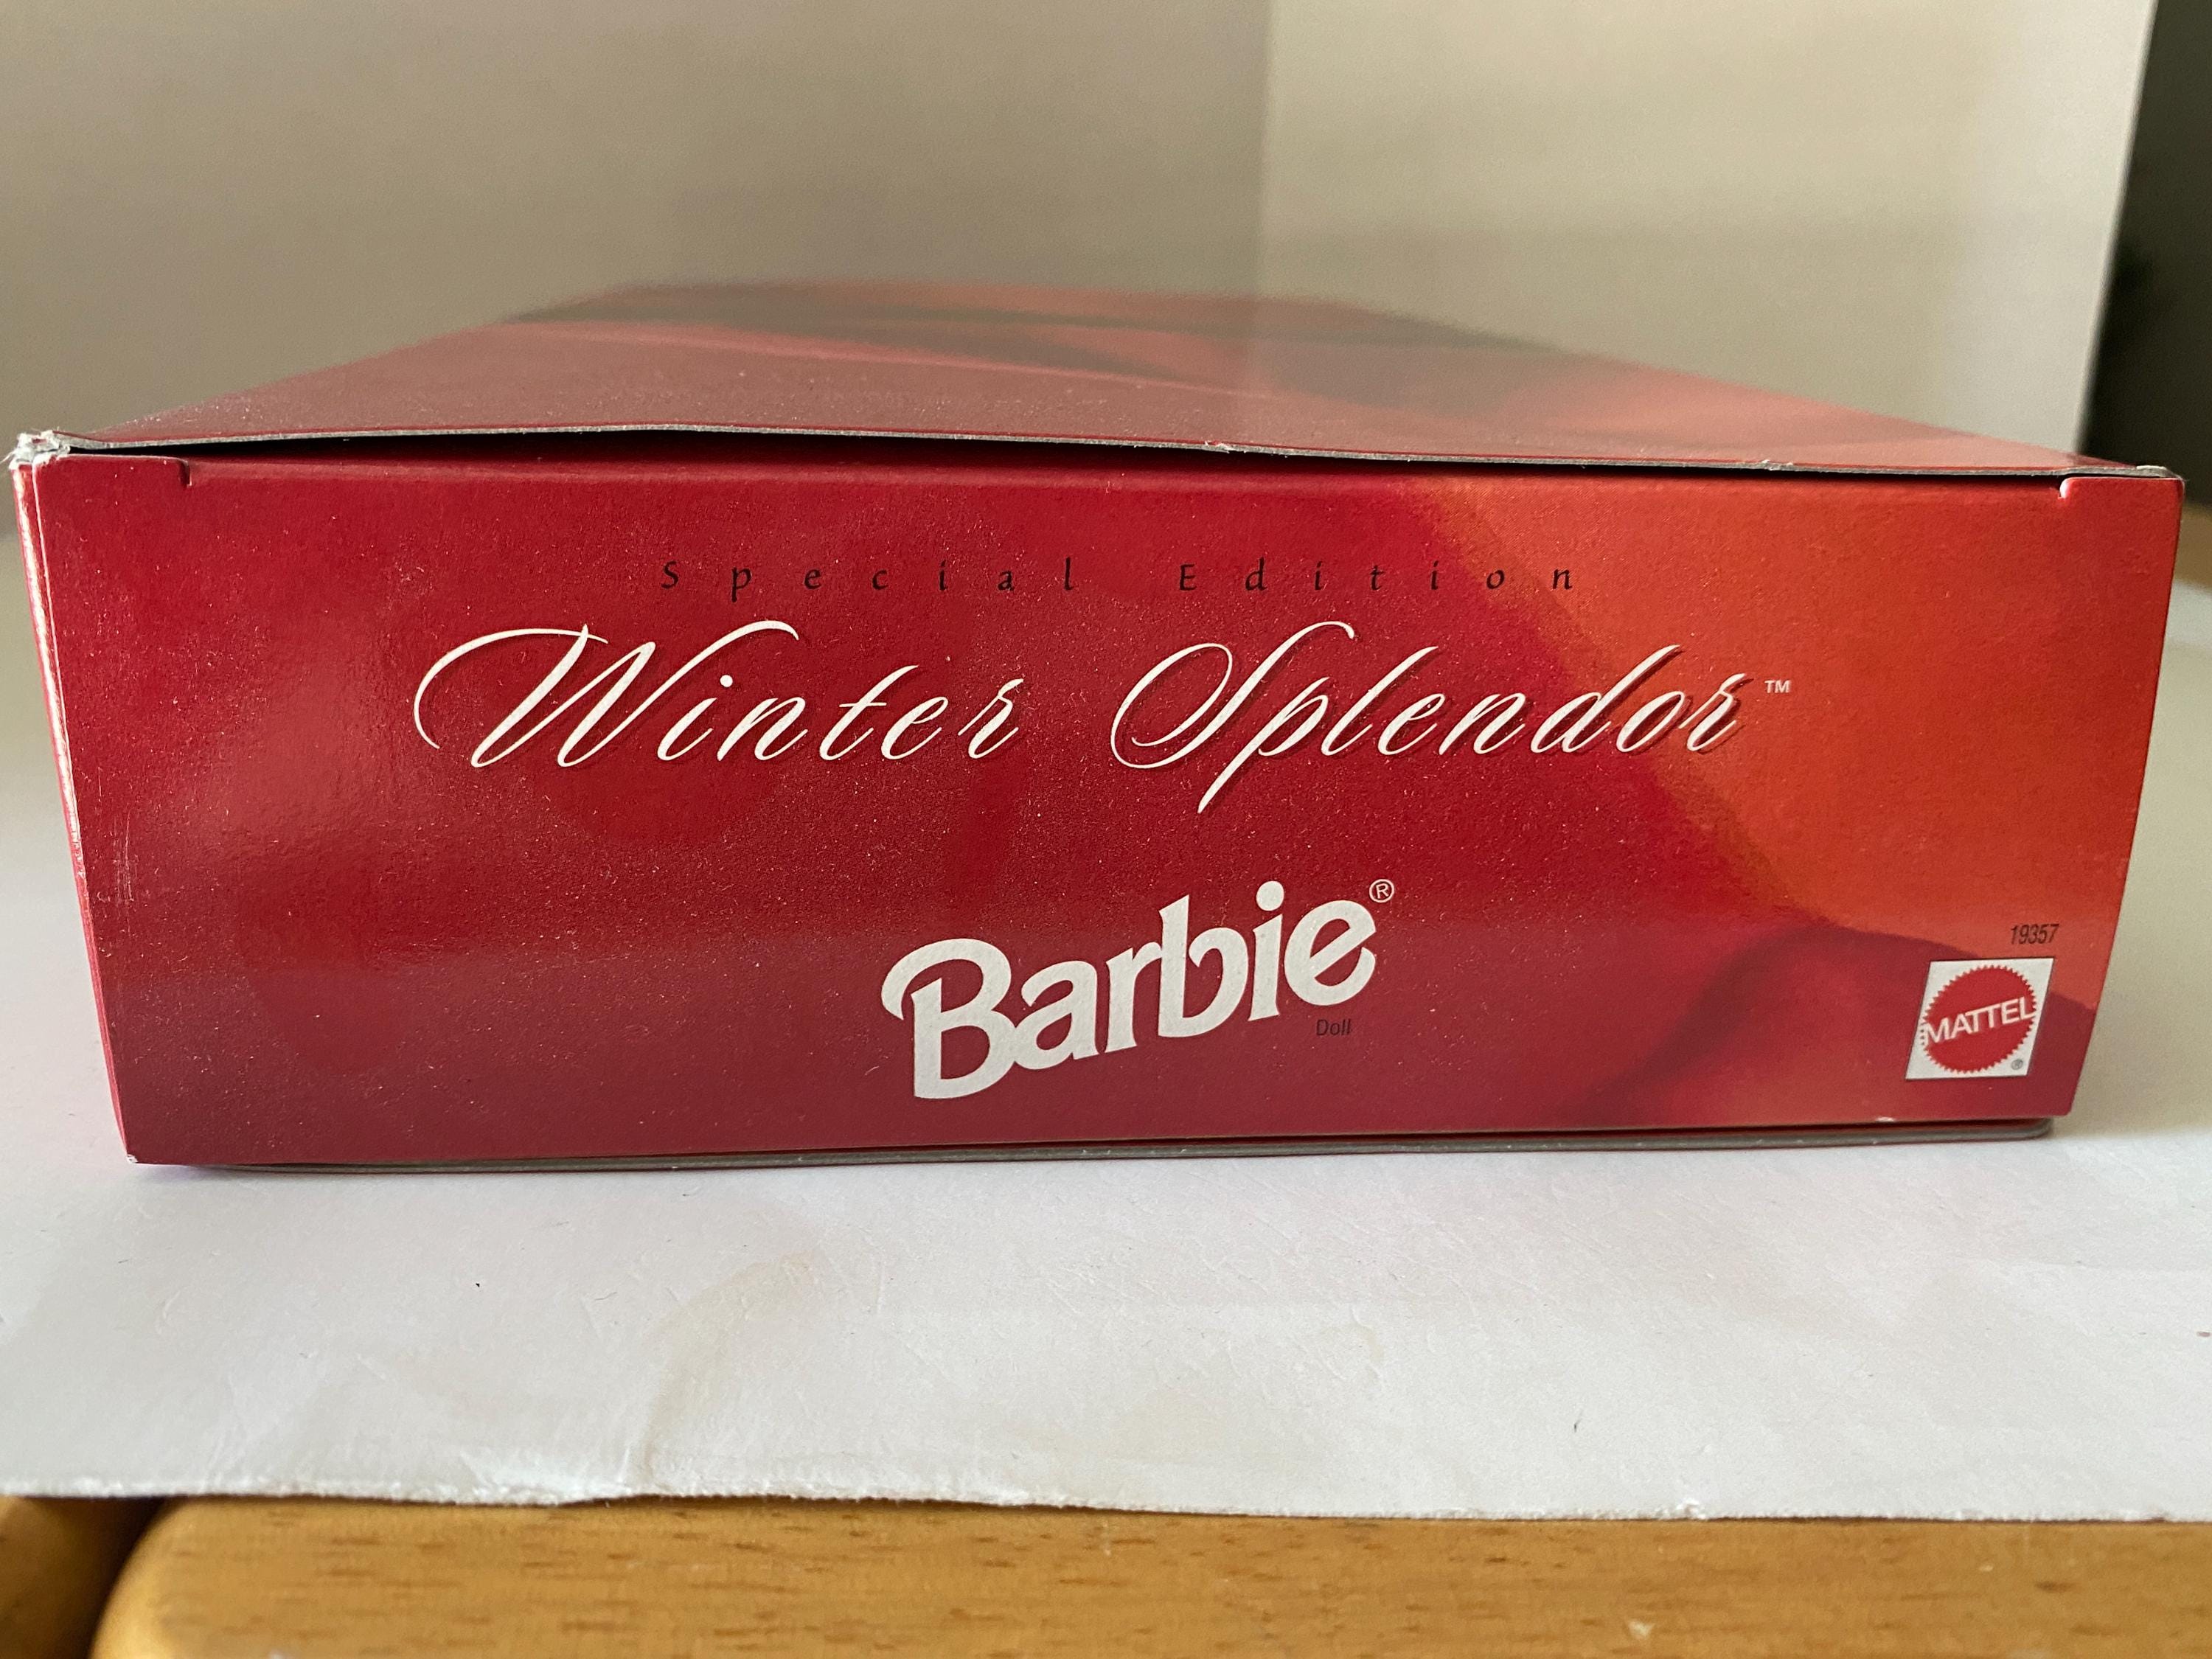 Special Edition
Winter Splendor™
Barbie®
Doll
19357
MATTEL
®